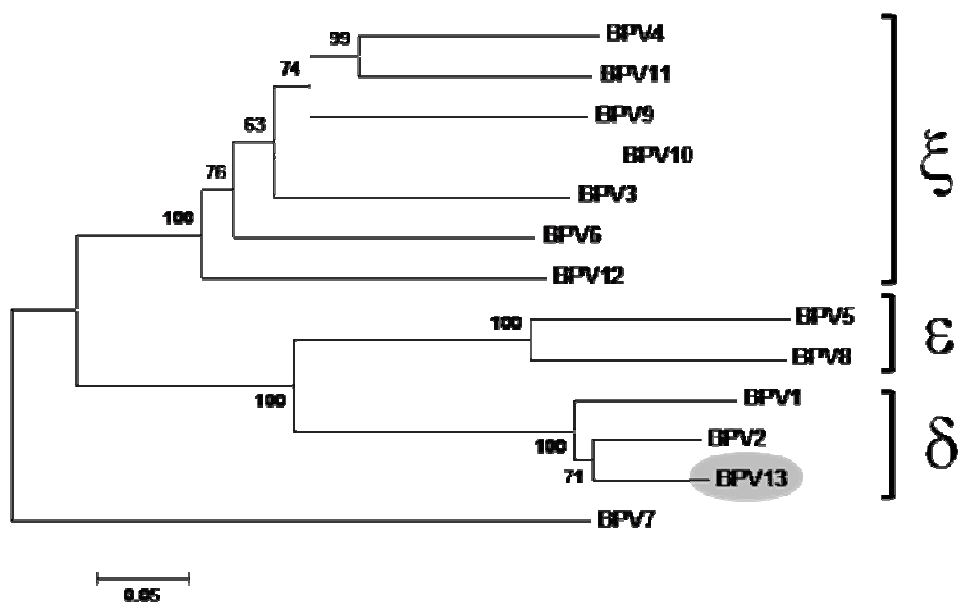 99 BPV4
74 BPV11
BPV9
63 BPV10
76 BPV3
100 BPV6
BPV12
ξ
100 BPV5
BPV8
ε
100 BPV1
100 BPV2
71 BPV13
δ
BPV7
0.05